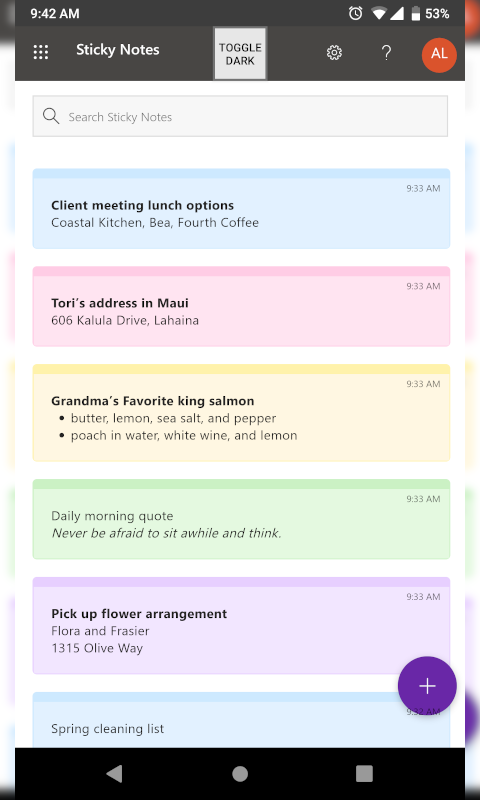 9:42 AM
53%
Sticky Notes
TOGGLE
DARK
?
AL
Search Sticky Notes
9:33 AM
Client meeting lunch options
Coastal Kitchen, Bea, Fourth Coffee
9:33 AM
Tori's address in Maui
606 Kalula Drive, Lahaina
9:33 AM
Grandma's Favorite king salmon
• butter, lemon, sea salt, and pepper
• poach in water, white wine, and lemon
9:33 AM
Daily morning quote
Never be afraid to sit awhile and think.
9:33 AM
Pick up flower arrangement
Flora and Frasier
1315 Olive Way
+
9:32 AM
Spring cleaning list